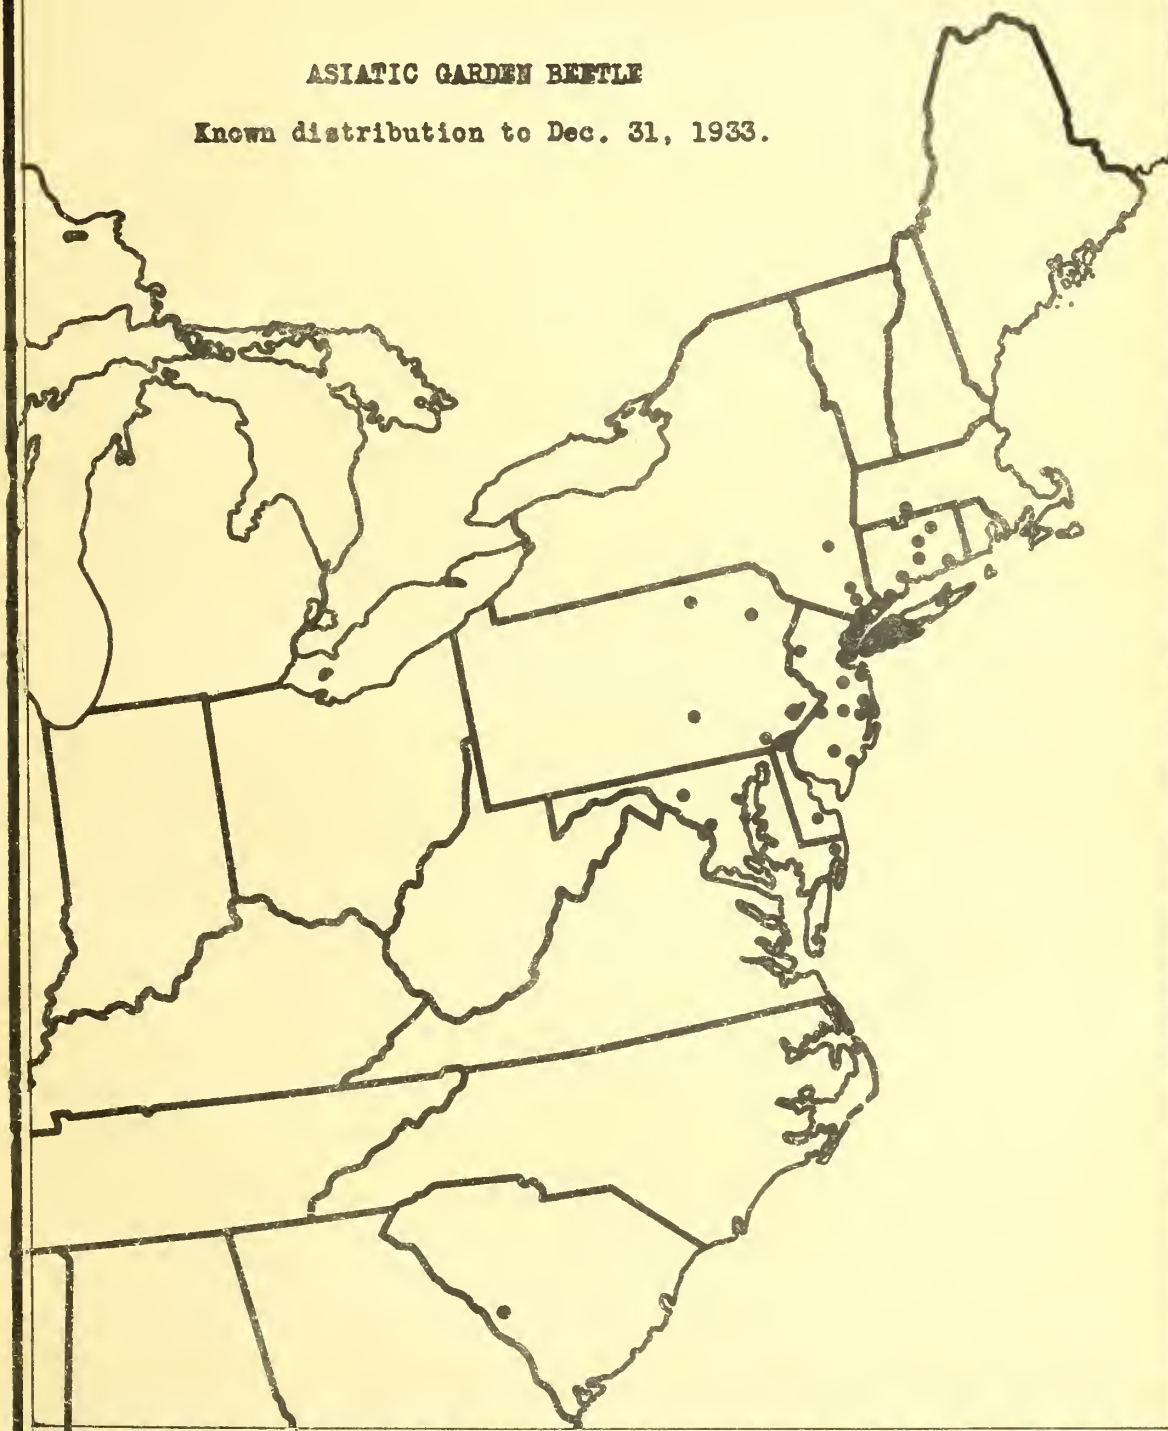 ASIATIC GARDEN BEETLE
Known distribution to Dec. 31, 1933.